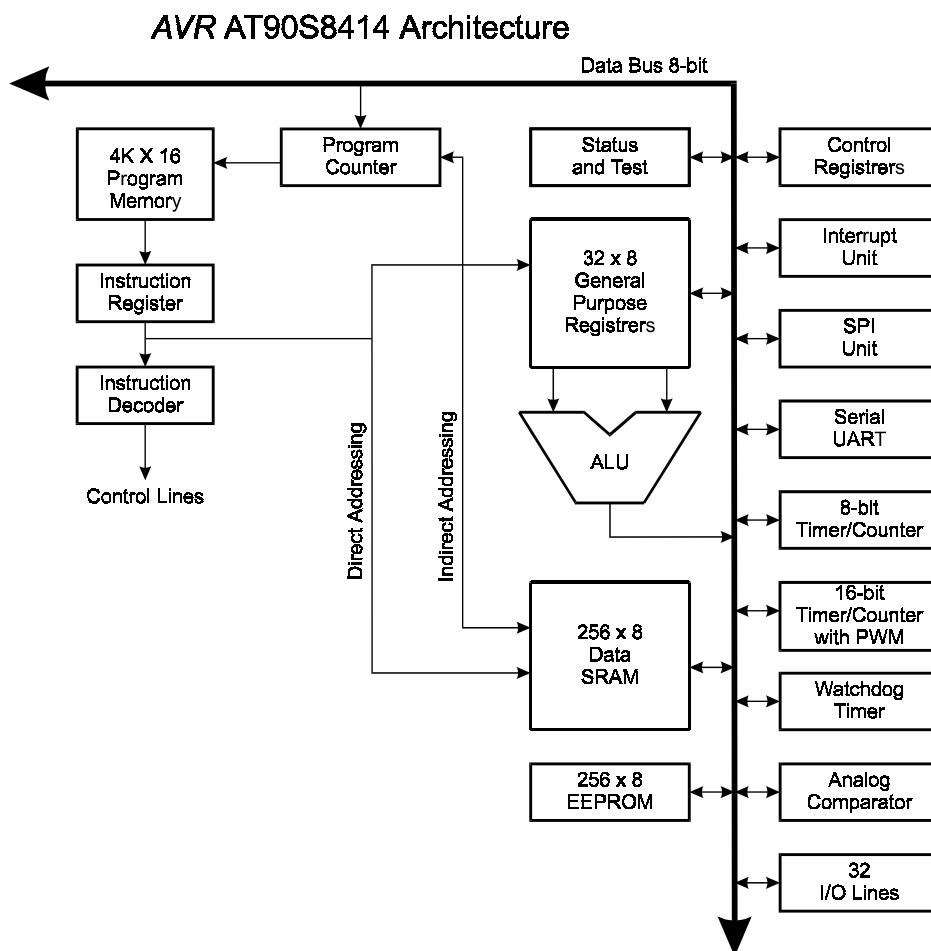 AVR AT90S8414 Architecture
Data Bus 8-bit
4K X 16
Program
Memory
Program
Counter
Status
and Test
Control
Registrers
Instruction
Register
32 x 8
General
Purpose
Registrers
Interrupt
Unit
SPI
Unit
Instruction
Decoder
Control Lines
Direct Addressing
Indirect Addressing
ALU
Serial
UART
8-bit
Timer/Counter
256 x 8
Data
SRAM
16-bit
Timer/Counter
with PWM
Watchdog
Timer
256 x 8
EEPROM
Analog
Comparator
32
I/O Lines